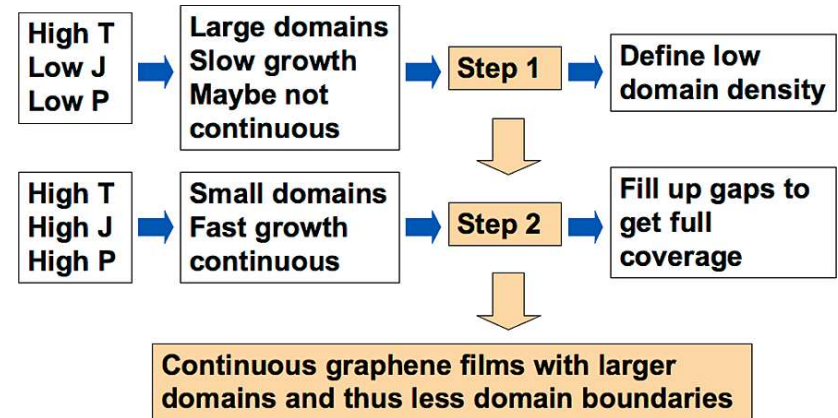 High T
Low J
Low P
Large domains
Slow growth
Maybe not
continuous
Step 1
Define low
domain density
High T
High J
High P
Small domains
Fast growth
continuous
Step 2
Fill up gaps to
get full
coverage
Continuous graphene films with larger
domains and thus less domain boundaries